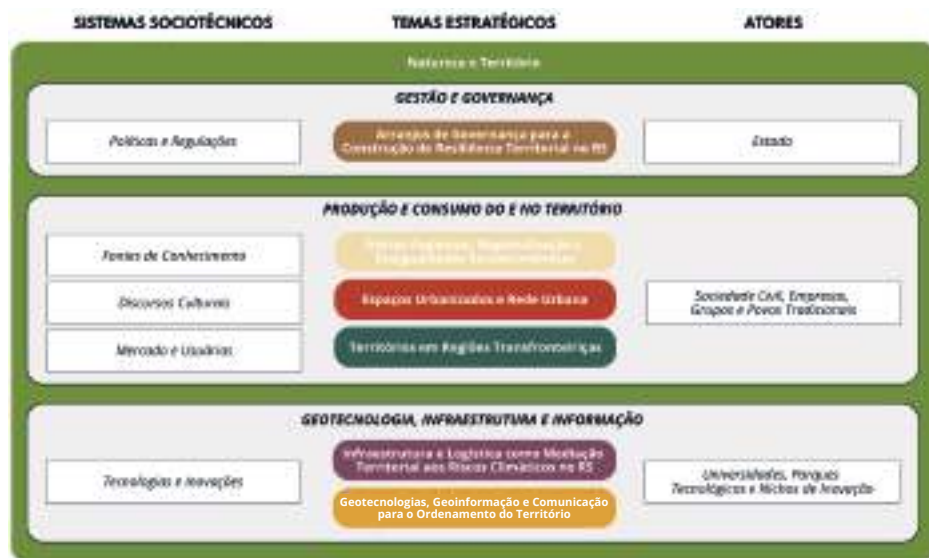 SISTEMAS SOCIOTÉCNICOS
TEMAS ESTRATÉGICOS
ATORES
Natureza e Território
GESTÃO E GOVERNANÇA
Políticas e Regulações
Arranjos de Governança para a
Construção de Resiliência Territorial no RS
Estado
PRODUÇÃO E CONSUMO DO E NO TERRITÓRIO
Fontes de Conhecimento
Desigualdades Socioeconômicas
Discursos Culturais
Espaços Urbanizados e Rede Urbana
Sociedade Civil, Empresas,
Grupos e Povos Tradicionais
Mercado e Usuários
Territórios em Regiões Transfronteiriças
GEOTECNOLOGIA, INFRAESTRUTURA E INFORMAÇÃO
Tecnologias e Inovações
Infraestrutura e Logística como Mediação
Territorial aos Riscos Climáticos no RS
Universidades, Parques
Tecnológicos e Nichos de Inovação
Geotecnologias, Geoinformação e Comunicação
para o Ordenamento do Território